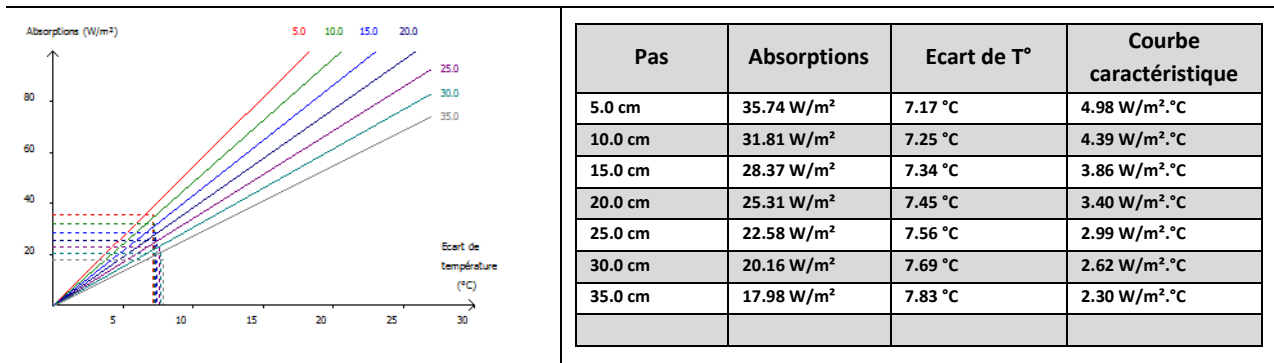 Absorptions (W/m²)
5.0 10.0 15.0 20.0
25.0
30.0
35.0
80
60
40
20
Ecart de
température
(°C)
5 10 15 20 25 30
Pas Absorptions Ecart de T° Courbe caractéristique
5.0 cm 35.74 W/m² 7.17 °C 4.98 W/m².°C
10.0 cm 31.81 W/m² 7.25 °C 4.39 W/m².°C
15.0 cm 28.37 W/m² 7.34 °C 3.86 W/m².°C
20.0 cm 25.31 W/m² 7.45 °C 3.40 W/m².°C
25.0 cm 22.58 W/m² 7.56 °C 2.99 W/m².°C
30.0 cm 20.16 W/m² 7.69 °C 2.62 W/m².°C
35.0 cm 17.98 W/m² 7.83 °C 2.30 W/m².°C